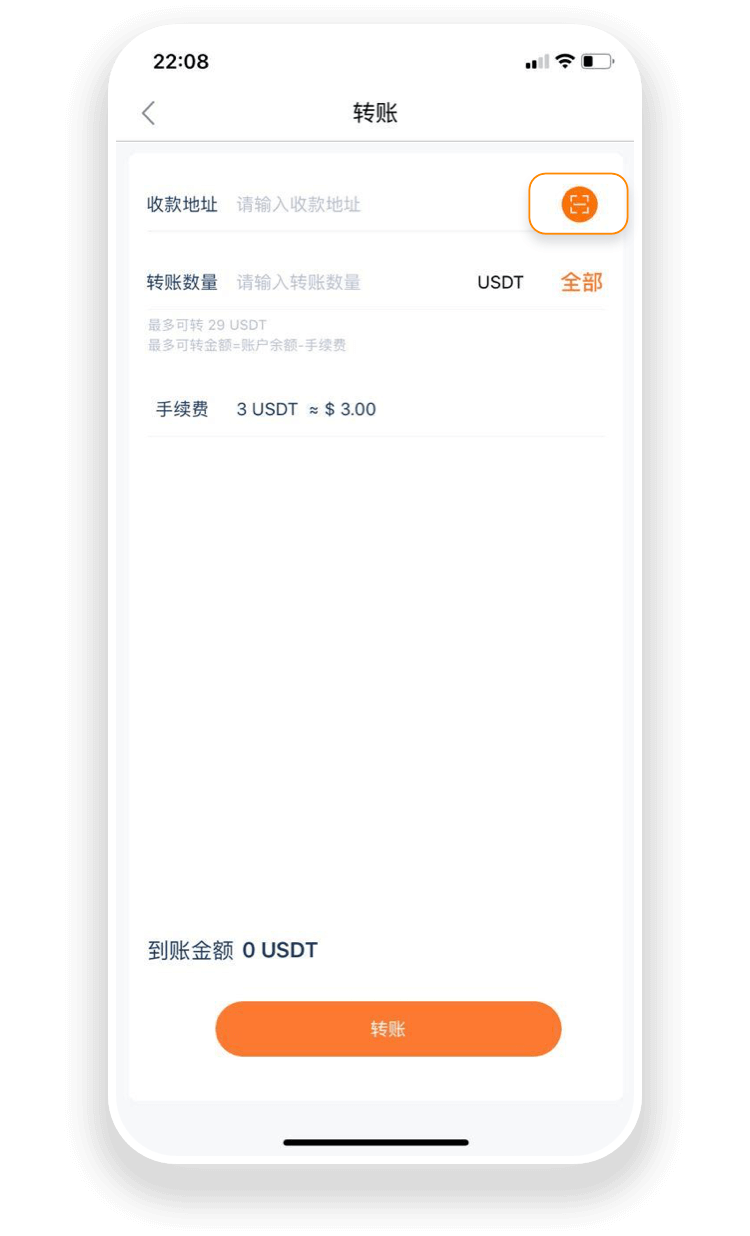 22:08
转账
收款地址 请输入收款地址
转账数量 请输入转账数量 USDT 全部
最多可转 29 USDT
最多可转金额=账户余额-手续费
手续费 3 USDT ≈ $ 3.00
到账金额 0 USDT
转账